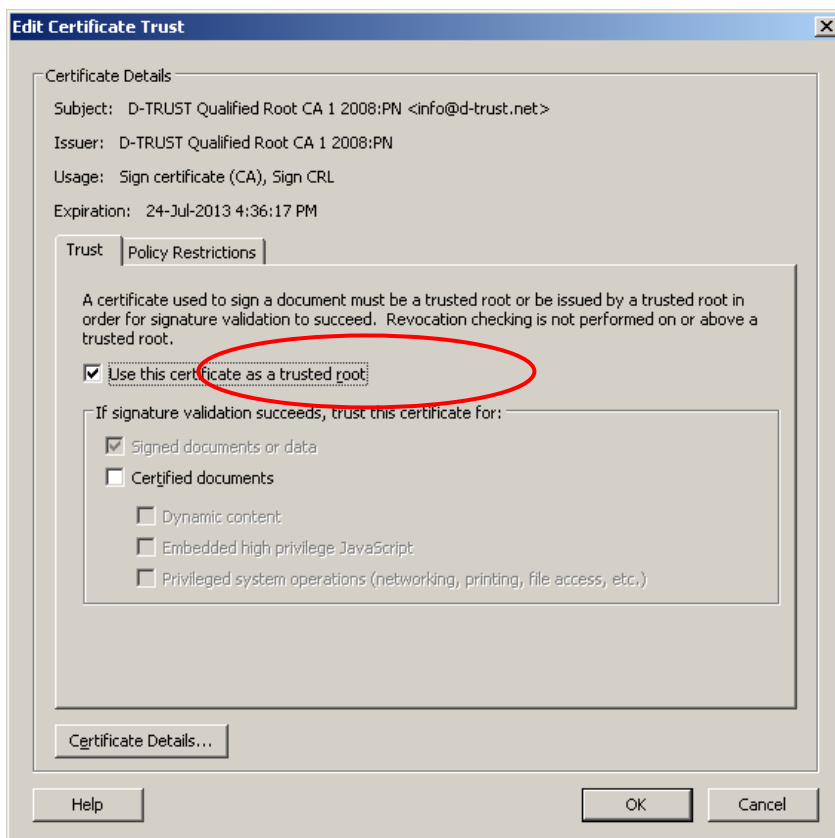 Edit Certificate Trust
Certificate Details
Subject: D-TRUST Qualified Root CA 1 2008:PN <info@d-trust.net>
Issuer: D-TRUST Qualified Root CA 1 2008:PN
Usage: Sign certificate (CA), Sign CRL
Expiration: 24-Jul-2013 4:36:17 PM
Trust Policy Restrictions
A certificate used to sign a document must be a trusted root or be issued by a trusted root in
order for signature validation to succeed. Revocation checking is not performed on or above a
trusted root.
Use this certificate as a trusted root
If signature validation succeeds, trust this certificate for:
Signed documents or data
Certified documents
Dynamic content
Embedded high privilege JavaScript
Privileged system operations (networking, printing, file access, etc.)
Certificate Details...
Help OK Cancel